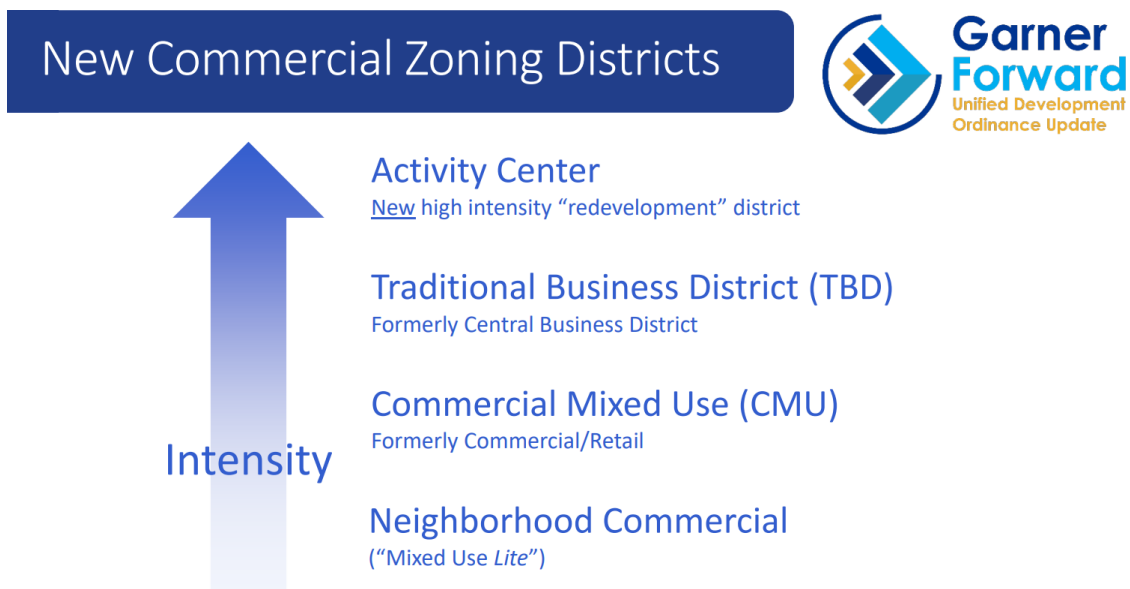 New Commercial Zoning Districts
Garner
Forward
Unified Development
Ordinance Update
Activity Center
New high intensity “redevelopment” district
Traditional Business District (TBD)
Formerly Central Business District
Commercial Mixed Use (CMU)
Formerly Commercial/Retail
Intensity
Neighborhood Commercial
(“Mixed Use Lite”)